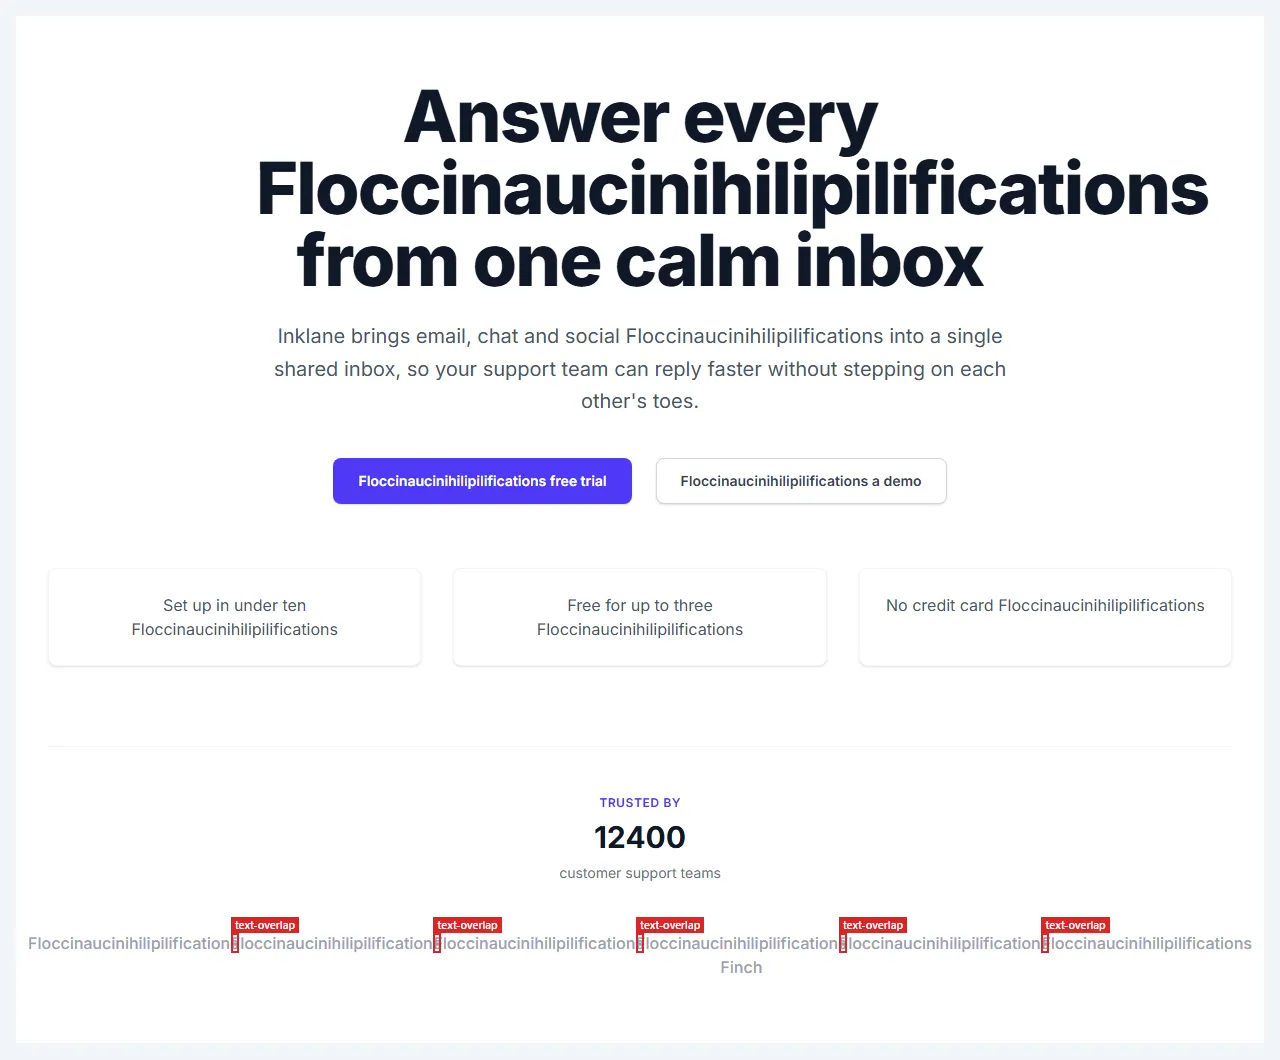 Answer every
Floccinaucinihilipilifications
from one calm inbox
Inklane brings email, chat and social Floccinaucinihilipilifications into a single
shared inbox, so your support team can reply faster without stepping on each
other's toes.
Floccinaucinihilipilifications free trial
Floccinaucinihilipilifications a demo
Set up in under ten
Floccinaucinihilipilifications
Free for up to three
Floccinaucinihilipilifications
No credit card Floccinaucinihilipilifications
TRUSTED BY
12400
customer support teams
text-overlap text-overlap text-overlap text-overlap text-overlap
Floccinaucinihilipilification loccinaucinihilipilification loccinaucinihilipilification loccinaucinihilipilification loccinaucinihilipilification loccinaucinihilipilifications
Finch